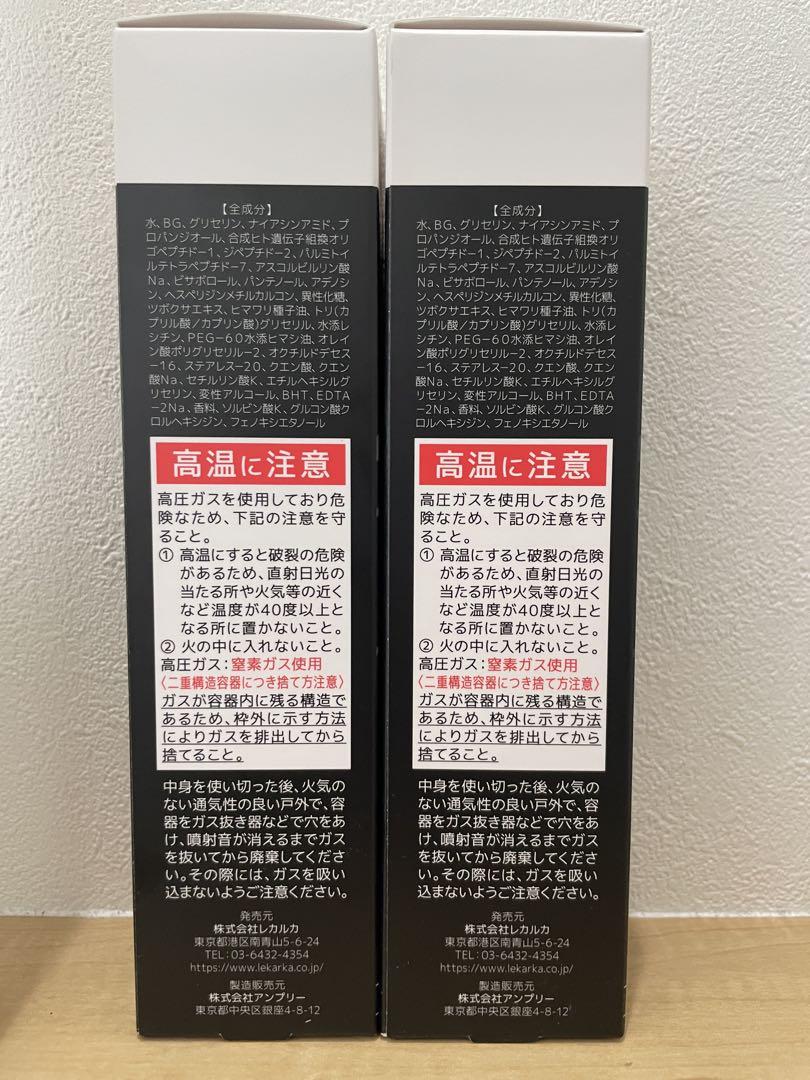 【全成分】
水、BG、グリセリン、ナイアシンアミド、プ
ロパンジオール、合成ヒト遺伝子組換オリ
ゴペプチド-1、ジペプチド-2、パルミトイ
ルテトラペプチド-7、アスコルビルリン酸
Na、ビサボロール、パンテノール、アデノシ
ン、ヘスペリジンメチルカルコン、異性化糖、
ツボクサエキス、ヒマワリ種子油、トリ(カ
プリル酸/カプリン酸)グリセリル、水添レ
シチン、PEG-60水添ヒマシ油、オレイ
ン酸ポリグリセリル-2、オクチルドデセス
-16、ステアレス-20、クエン酸、クエ
ン酸Na、セチルリン酸K、エチルヘキシルグ
リセリン、変性アルコール、BHT、EDTA
-2Na、香料、ソルビン酸K、グルコン酸ク
ロルヘキシジン、フェノキシエタノール
高温に注意
高圧ガスを使用しており危
険なため、下記の注意を守
ること。
① 高温にすると破裂の危険
があるため、直射日光の
当たる所や火気等の近く
など温度が40度以上と
なる所に置かないこと。
② 火の中に入れないこと。
高圧ガス:窒素ガス使用
〈二重構造容器につき捨て方注意〉
ガスが容器内に残る構造で
あるため、枠外に示す方法
によりガスを排出してから
捨てること。
中身を使い切った後、火気の
ない通気性の良い戸外で、容
器をガス抜き器などで穴をあ
け、噴射音が消えるまでガス
を抜いてから廃棄してくださ
い。その際には、ガスを吸い
込まないようご注意ください。
発売元
株式会社レカルカ
東京都港区南青山5-6-24
TEL:03-6432-4354
https://www.lekarka.co.jp/
製造販売元
株式会社アンプリー
東京都中央区銀座4-8-12
【全成分】
水、BG、グリセリン、ナイアシンアミド、プ
ロパンジオール、合成ヒト遺伝子組換オリ
ゴペプチド-1、ジペプチド-2、パルミトイ
ルテトラペプチド-7、アスコルビルリン酸
Na、ビサボロール、パンテノール、アデノシ
ン、ヘスペリジンメチルカルコン、異性化糖、
ツボクサエキス、ヒマワリ種子油、トリ(カ
プリル酸/カプリン酸)グリセリル、水添レ
シチン、PEG-60水添ヒマシ油、オレイ
ン酸ポリグリセリル-2、オクチルドデセス
-16、ステアレス-20、クエン酸、クエ
ン酸Na、セチルリン酸K、エチルヘキシルグ
リセリン、変性アルコール、BHT、EDTA
-2Na、香料、ソルビン酸K、グルコン酸ク
ロルヘキシジン、フェノキシエタノール
高温に注意
高圧ガスを使用しており危
険なため、下記の注意を守
ること。
① 高温にすると破裂の危険
があるため、直射日光の
当たる所や火気等の近く
など温度が40度以上と
なる所に置かないこと。
② 火の中に入れないこと。
高圧ガス:窒素ガス使用
〈二重構造容器につき捨て方注意〉
ガスが容器内に残る構造で
あるため、枠外に示す方法
によりガスを排出してから
捨てること。
中身を使い切った後、火気の
ない通気性の良い戸外で、容
器をガス抜き器などで穴をあ
け、噴射音が消えるまでガス
を抜いてから廃棄してくださ
い。その際には、ガスを吸い
込まないようご注意ください。
発売元
株式会社レカルカ
東京都港区南青山5-6-24
TEL:03-6432-4354
https://www.lekarka.co.jp/
製造販売元
株式会社アンプリー
東京都中央区銀座4-8-12